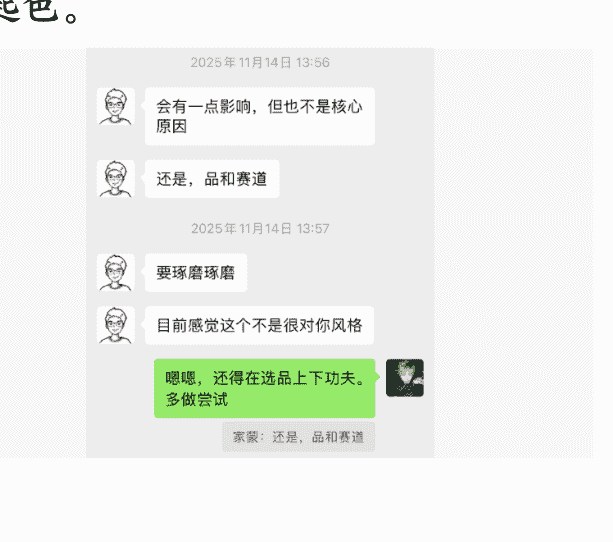 起色。
2025年11月14日 13:56
会有一点影响，但也不是核心
原因
还是，品和赛道
2025年11月14日 13:57
要琢磨琢磨
目前感觉这个不是很对你风格
嗯嗯，还得在选品上下功夫。
多做尝试
家蒙：还是，品和赛道